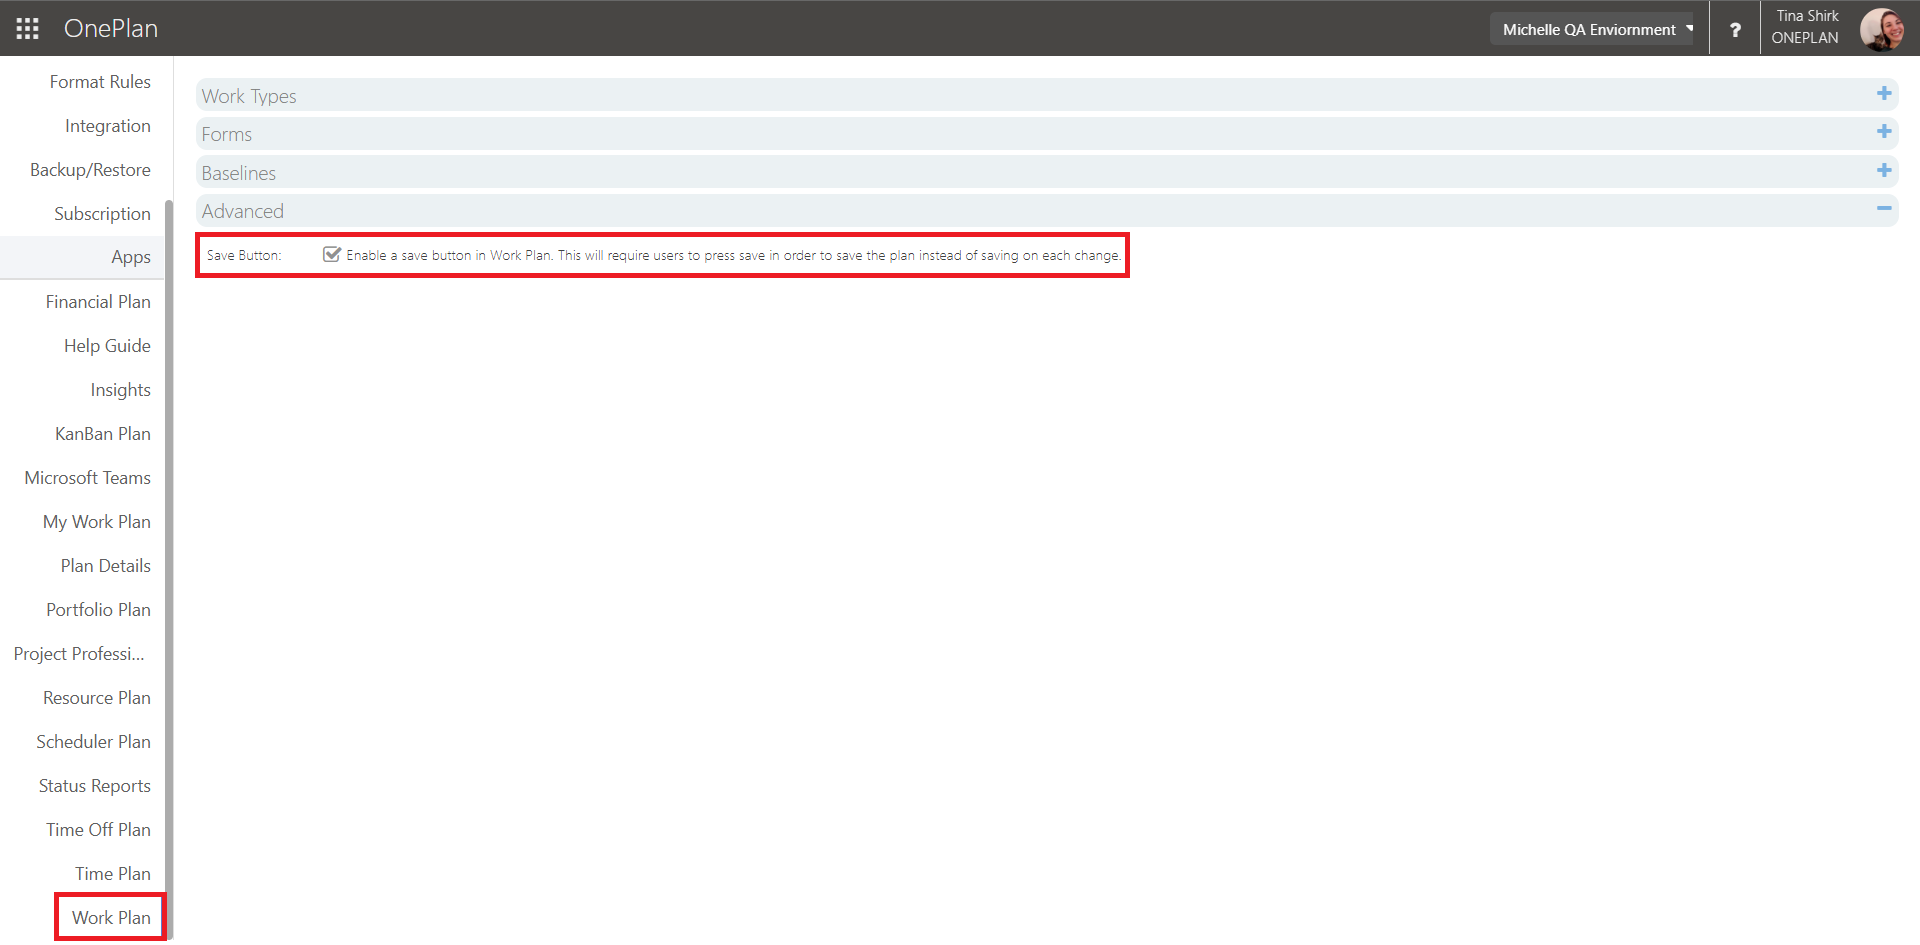 OnePlan
Michelle QA Enviornment
?
Tina Shirk
ONEPLAN
Format Rules
Integration
Backup/Restore
Subscription
Apps
Financial Plan
Help Guide
Insights
KanBan Plan
Microsoft Teams
My Work Plan
Plan Details
Portfolio Plan
Project Professi...
Resource Plan
Scheduler Plan
Status Reports
Time Off Plan
Time Plan
Work Plan
Work Types
Forms
Baselines
Advanced
Save Button: Enable a save button in Work Plan. This will require users to press save in order to save the plan instead of saving on each change.